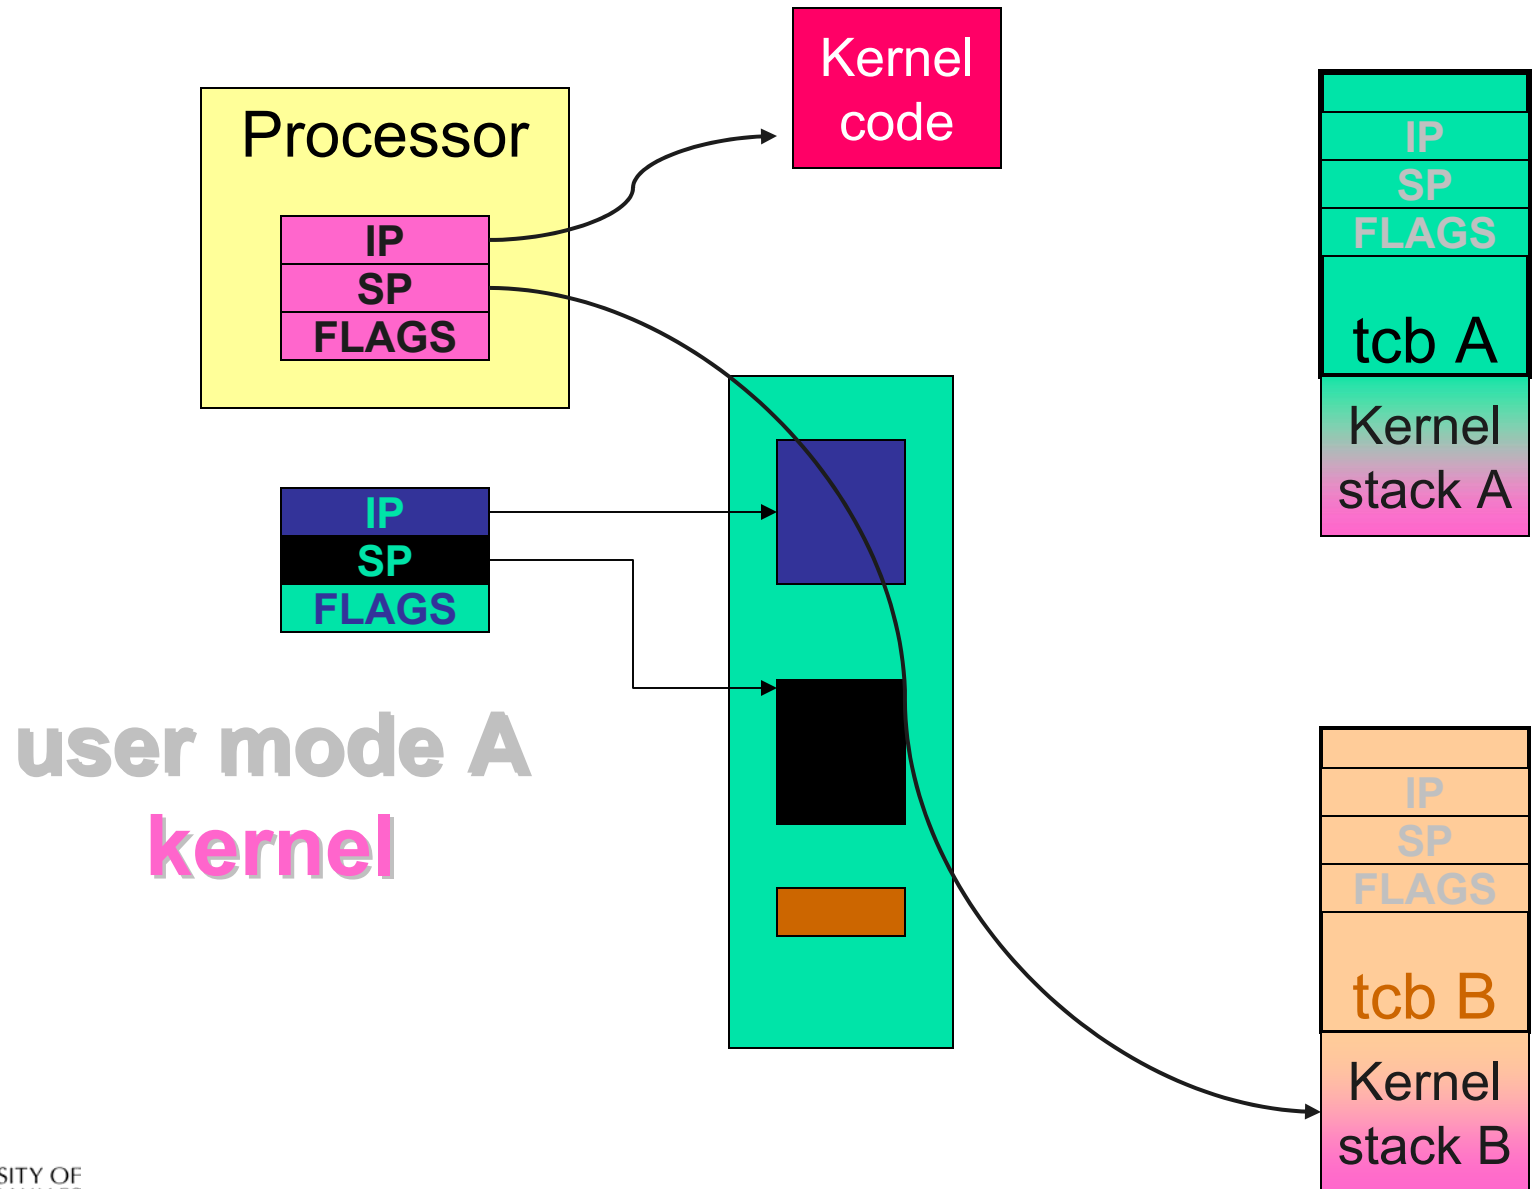 Kernel
code
Processor
IP
SP
FLAGS
IP
SP
FLAGS
tcb A
Kernel
stack A
IP
SP
FLAGS
user mode A
kernel
IP
SP
FLAGS
tcb B
Kernel
stack B
SITY OF